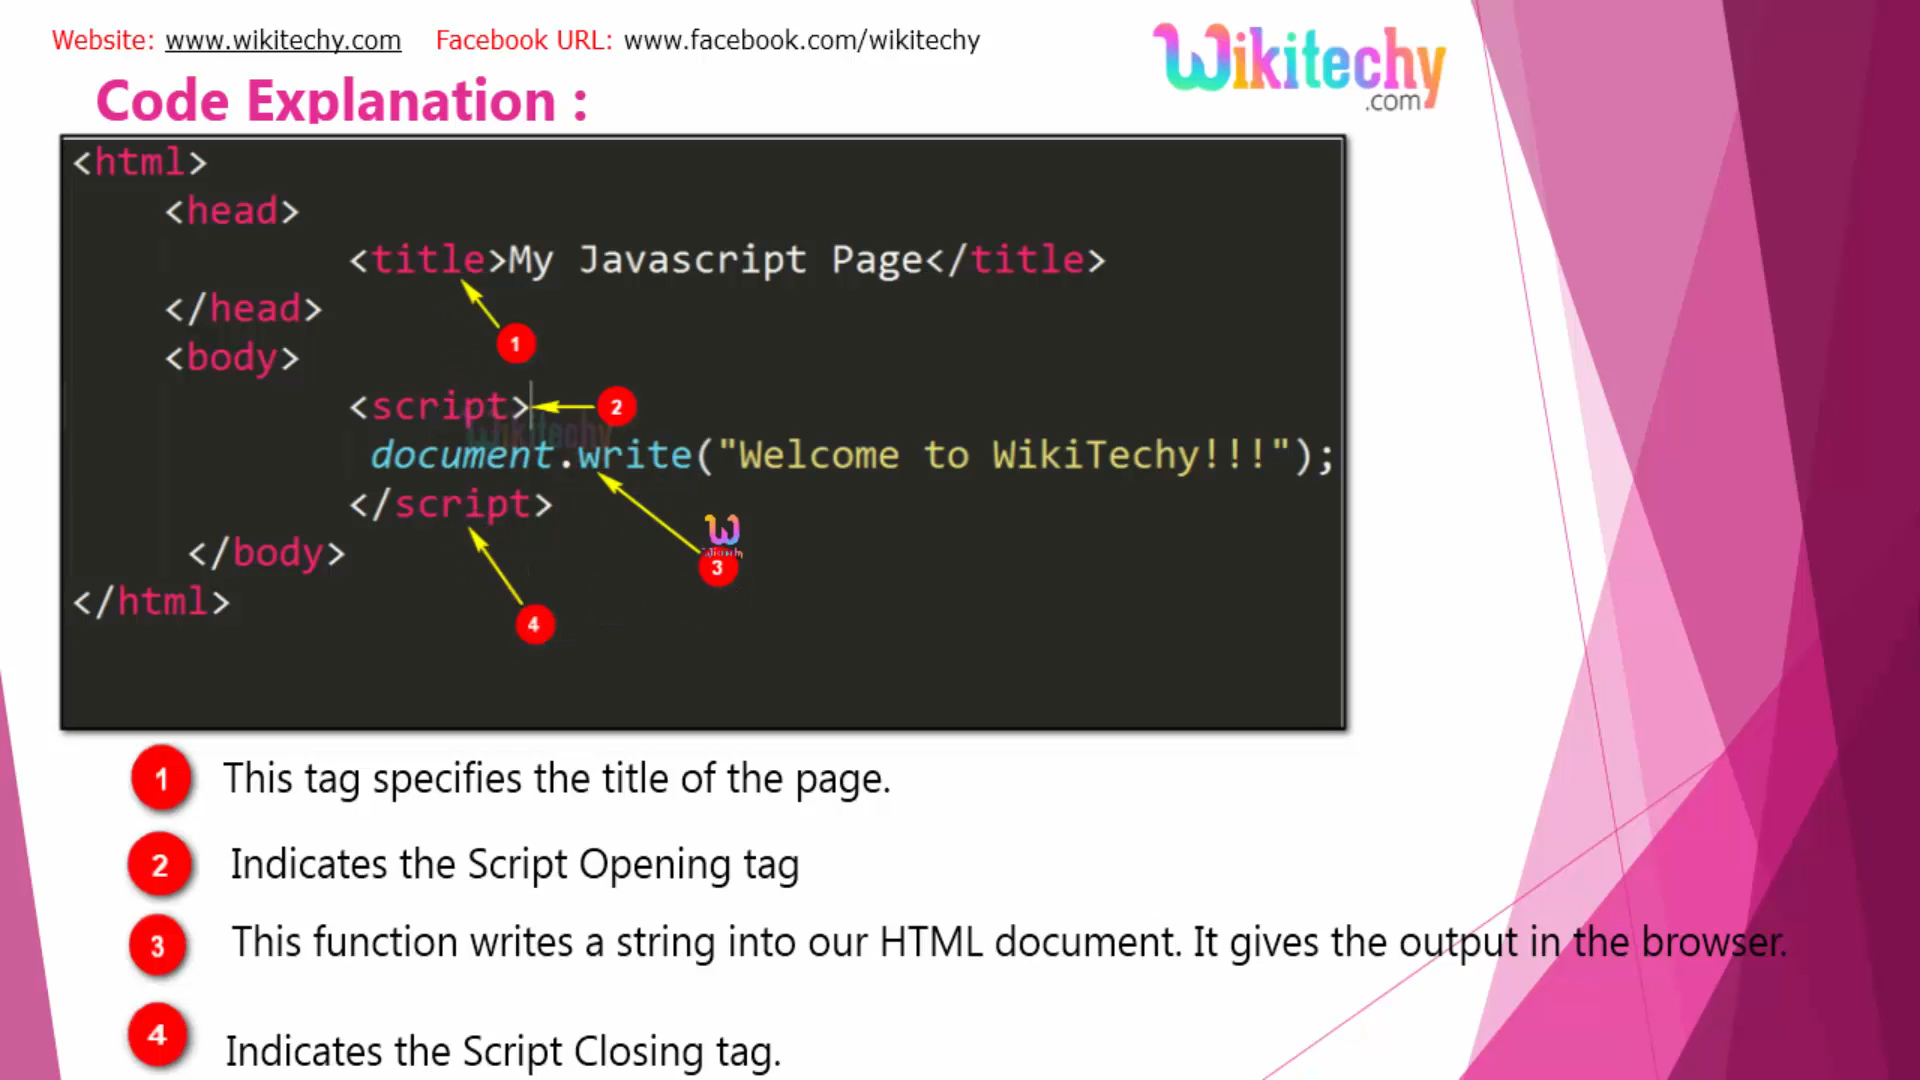 Website: www.wikitechy.com Facebook URL: www.facebook.com/wikitechy
Wikitechy
.com
Code Explanation :
<html>
<head>
<title>My Javascript Page</title>
</head>
1
<body>
<script> 2
Wikitechy
document.write("Welcome to WikiTechy!!!");
</script>
W
Wikitechy
</body>
3
</html>
4
1 This tag specifies the title of the page.
2 Indicates the Script Opening tag
3 This function writes a string into our HTML document. It gives the output in the browser.
4 Indicates the Script Closing tag.